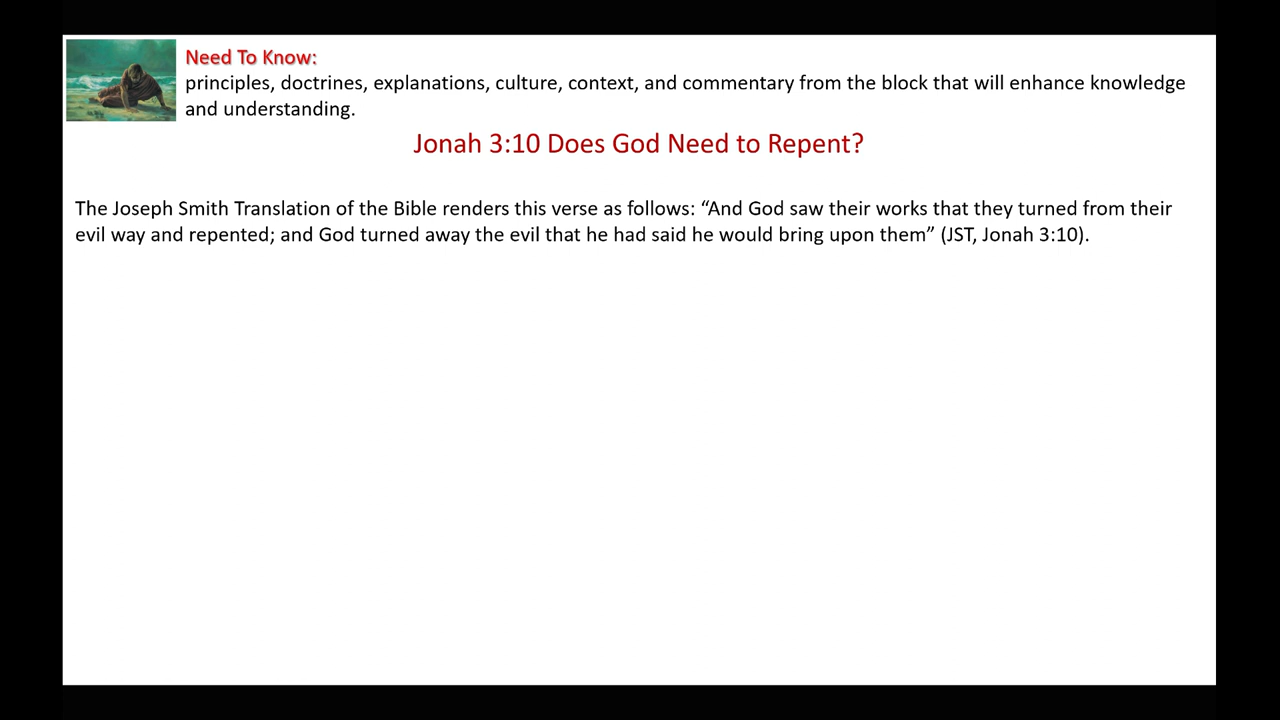 Need To Know:
principles, doctrines, explanations, culture, context, and commentary from the block that will enhance knowledge
and understanding.
Jonah 3:10 Does God Need to Repent?
The Joseph Smith Translation of the Bible renders this verse as follows: “And God saw their works that they turned from their
evil way and repented; and God turned away the evil that he had said he would bring upon them” (JST, Jonah 3:10).